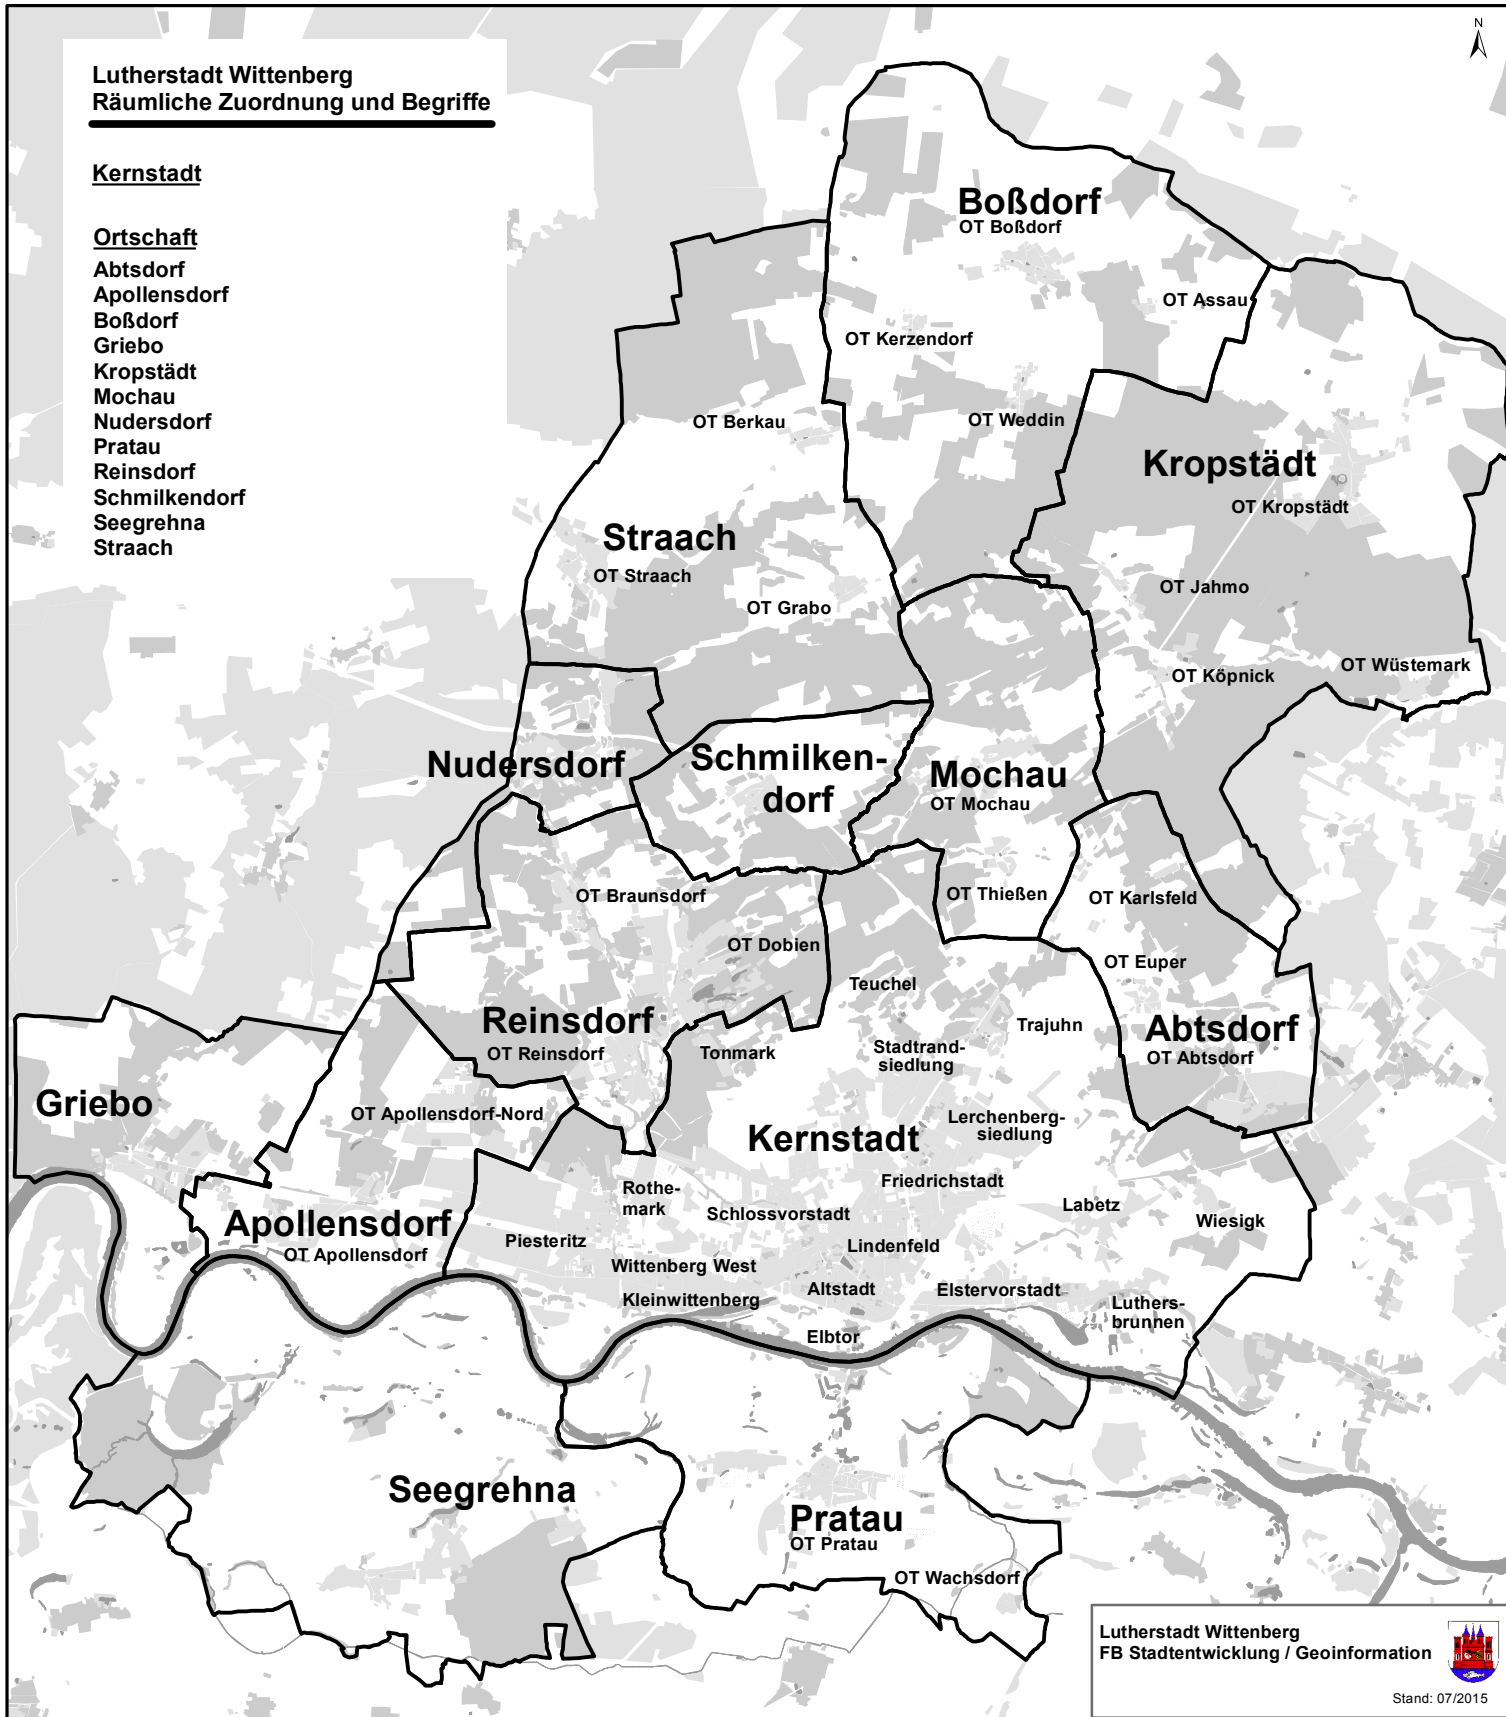 N
Lutherstadt Wittenberg
Räumliche Zuordnung und Begriffe
Kernstadt
Ortschaft
Abtsdorf
Apollensdorf
Boßdorf
Griebo
Kropstädt
Mochau
Nudersdorf
Pratau
Reinsdorf
Schmilkendorf
Seegrehna
Straach
Boßdorf
OT Boßdorf
OT Assau
OT Kerzendorf
OT Berkau
OT Weddin
Kropstädt
OT Kropstädt
Straach
OT Straach
OT Grabo
OT Jahmo
OT Köpnick
OT Wüstemark
Nudersdorf
Schmilken-
dorf
Mochau
OT Mochau
OT Braunsdorf
OT Thießen
OT Karlsfeld
OT Dobien
OT Euper
Teuchel
Reinsdorf
OT Reinsdorf
Tonmark
Stadtrand-
siedlung
Trajuhn
Abtsdorf
OT Abtsdorf
Griebo
OT Apollensdorf-Nord
Kernstadt
Lerchenberg-
siedlung
Rothe-
mark
Friedrichstadt
Schlossvorstadt
Labetz
Wiesigk
Apollensdorf
OT Apollensdorf
Piesteritz
Lindenfeld
Wittenberg West
Kleinwittenberg
Altstadt
Elstervorstadt
Luthers-
brunnen
Elbtor
Seegrehna
Pratau
OT Pratau
OT Wachsdorf
Lutherstadt Wittenberg
FB Stadtentwicklung / Geoinformation
Stand: 07/2015